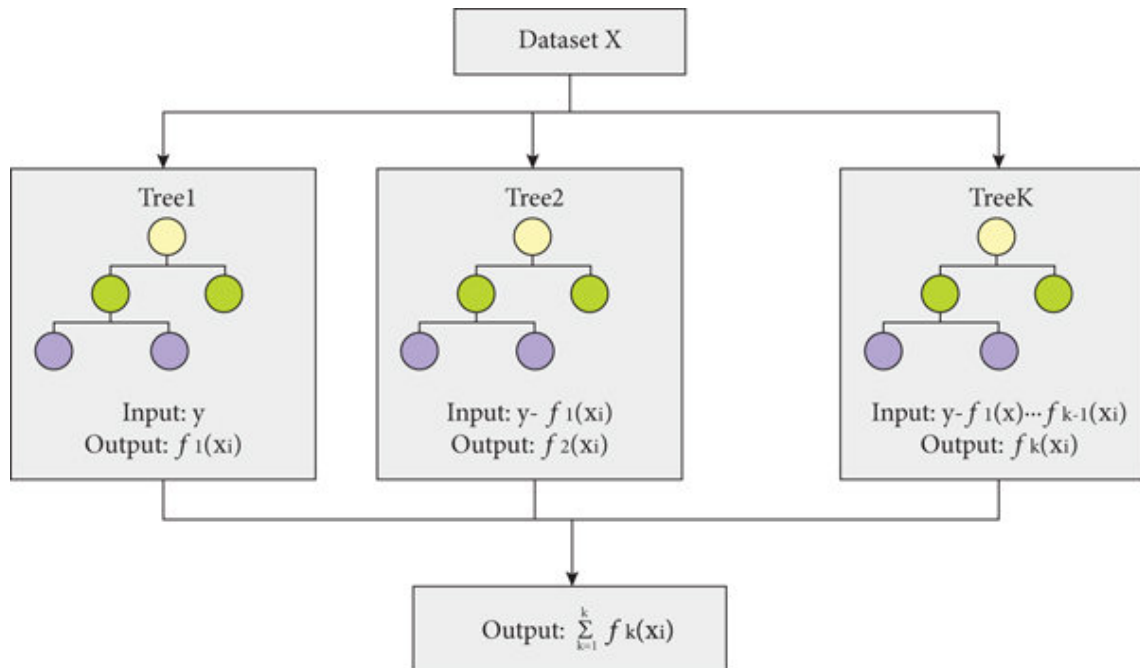 Dataset X
Tree1
Input: y
Output: f 1(xi)
Tree2
Input: y- f 1(xi)
Output: f 2(xi)
TreeK
Input: y- f 1(x)··· f k-1(xi)
Output: f k(xi)
Output: k Σ k=1 f k(xi)